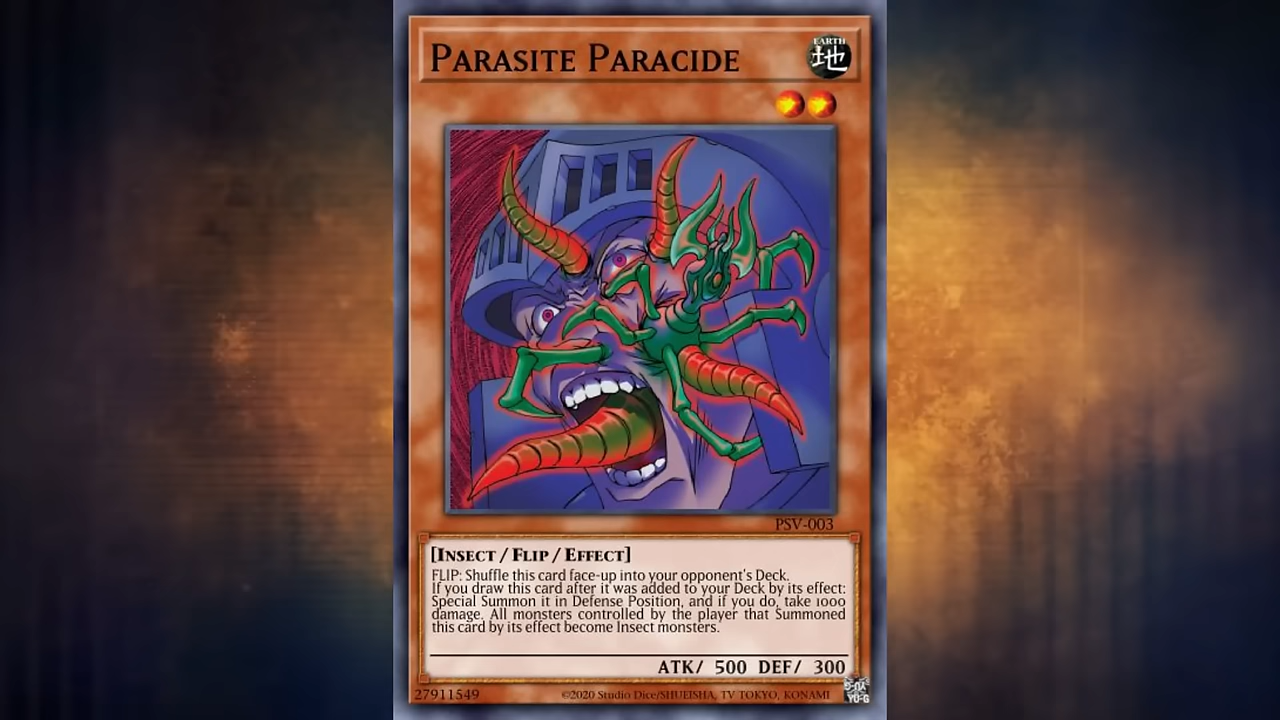 PARASITE PARACIDE
EARTH
地
PSV-003
[INSECT / FLIP / EFFECT]
FLIP: Shuffle this card face-up into your opponent's Deck.
If you draw this card after it was added to your Deck by its effect:
Special Summon it in Defense Position, and if you do, take 1000
damage. All monsters controlled by the player that Summoned
this card by its effect become Insect monsters.
ATK/ 500 DEF/ 300
27911549 ©2020 Studio Dice/SHUEISHA, TV TOKYO, KONAMI